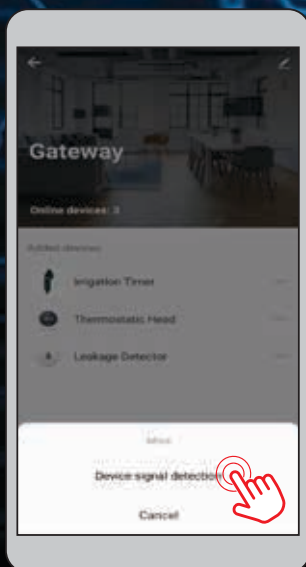 Gateway
Online devices: 3
Added devices
Irrigation Timer
Thermostatic Head
Leakage Detector
More
Device signal detection
Cancel